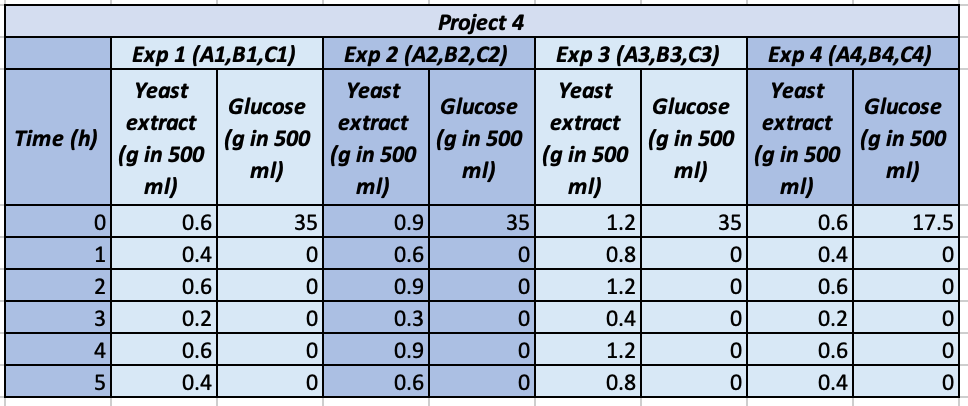 Project 4
Exp 1 (A1,B1,C1) Exp 2 (A2,B2,C2) Exp 3 (A3,B3,C3) Exp 4 (A4,B4,C4)
Time (h) Yeast extract (g in 500 ml) Glucose (g in 500 ml) Yeast extract (g in 500 ml) Glucose (g in 500 ml) Yeast extract (g in 500 ml) Glucose (g in 500 ml) Yeast extract (g in 500 ml) Glucose (g in 500 ml)
0 0.6 35 0.9 35 1.2 35 0.6 17.5
1 0.4 0 0.6 0 0.8 0 0.4 0
2 0.6 0 0.9 0 1.2 0 0.6 0
3 0.2 0 0.3 0 0.4 0 0.2 0
4 0.6 0 0.9 0 1.2 0 0.6 0
5 0.4 0 0.6 0 0.8 0 0.4 0